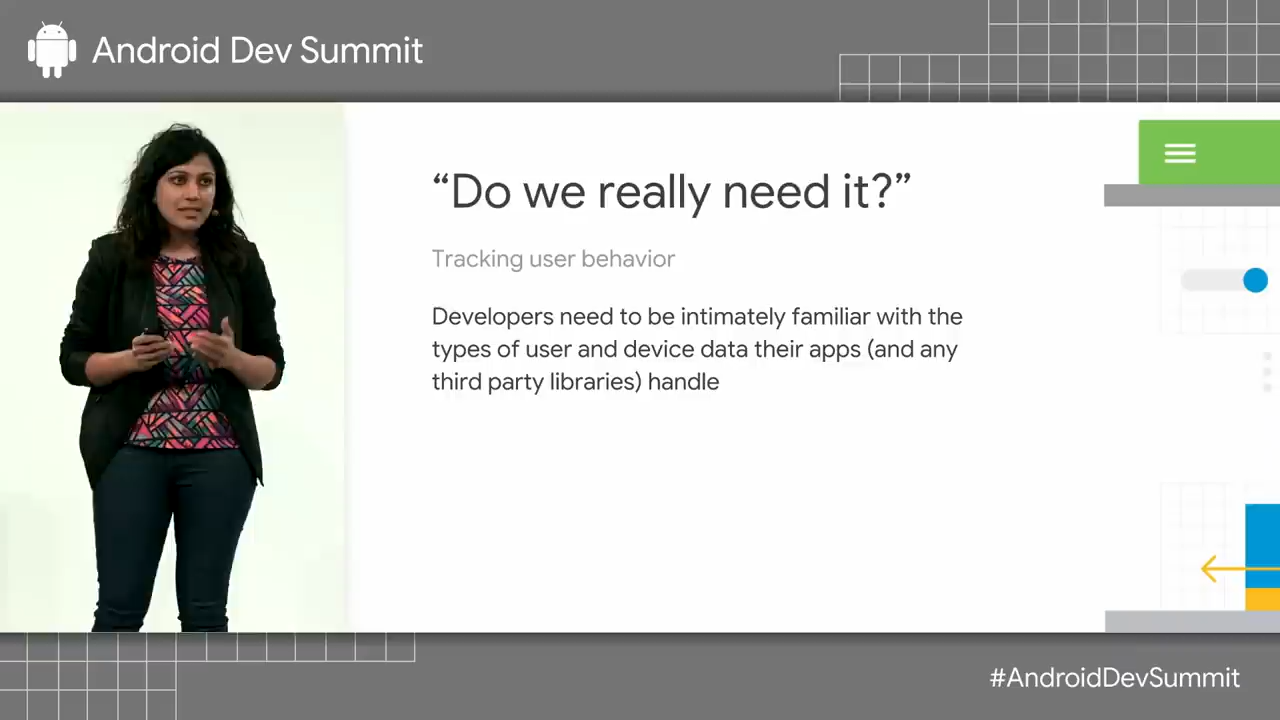 Android Dev Summit
“Do we really need it?”
Tracking user behavior
Developers need to be intimately familiar with the
types of user and device data their apps (and any
third party libraries) handle
#AndroidDevSummit